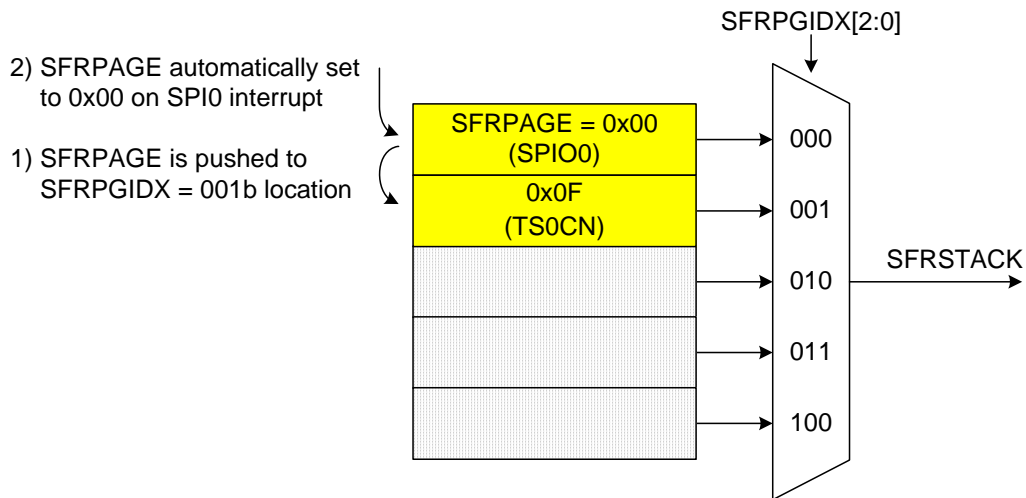 SFRPGIDX[2:0]
2) SFRPAGE automatically set
to 0x00 on SPI0 interrupt
1) SFRPAGE is pushed to
SFRPGIDX = 001b location
SFRPAGE = 0x00
(SPIO0)
0x0F
(TS0CN)
000
001
010
011
100
SFRSTACK